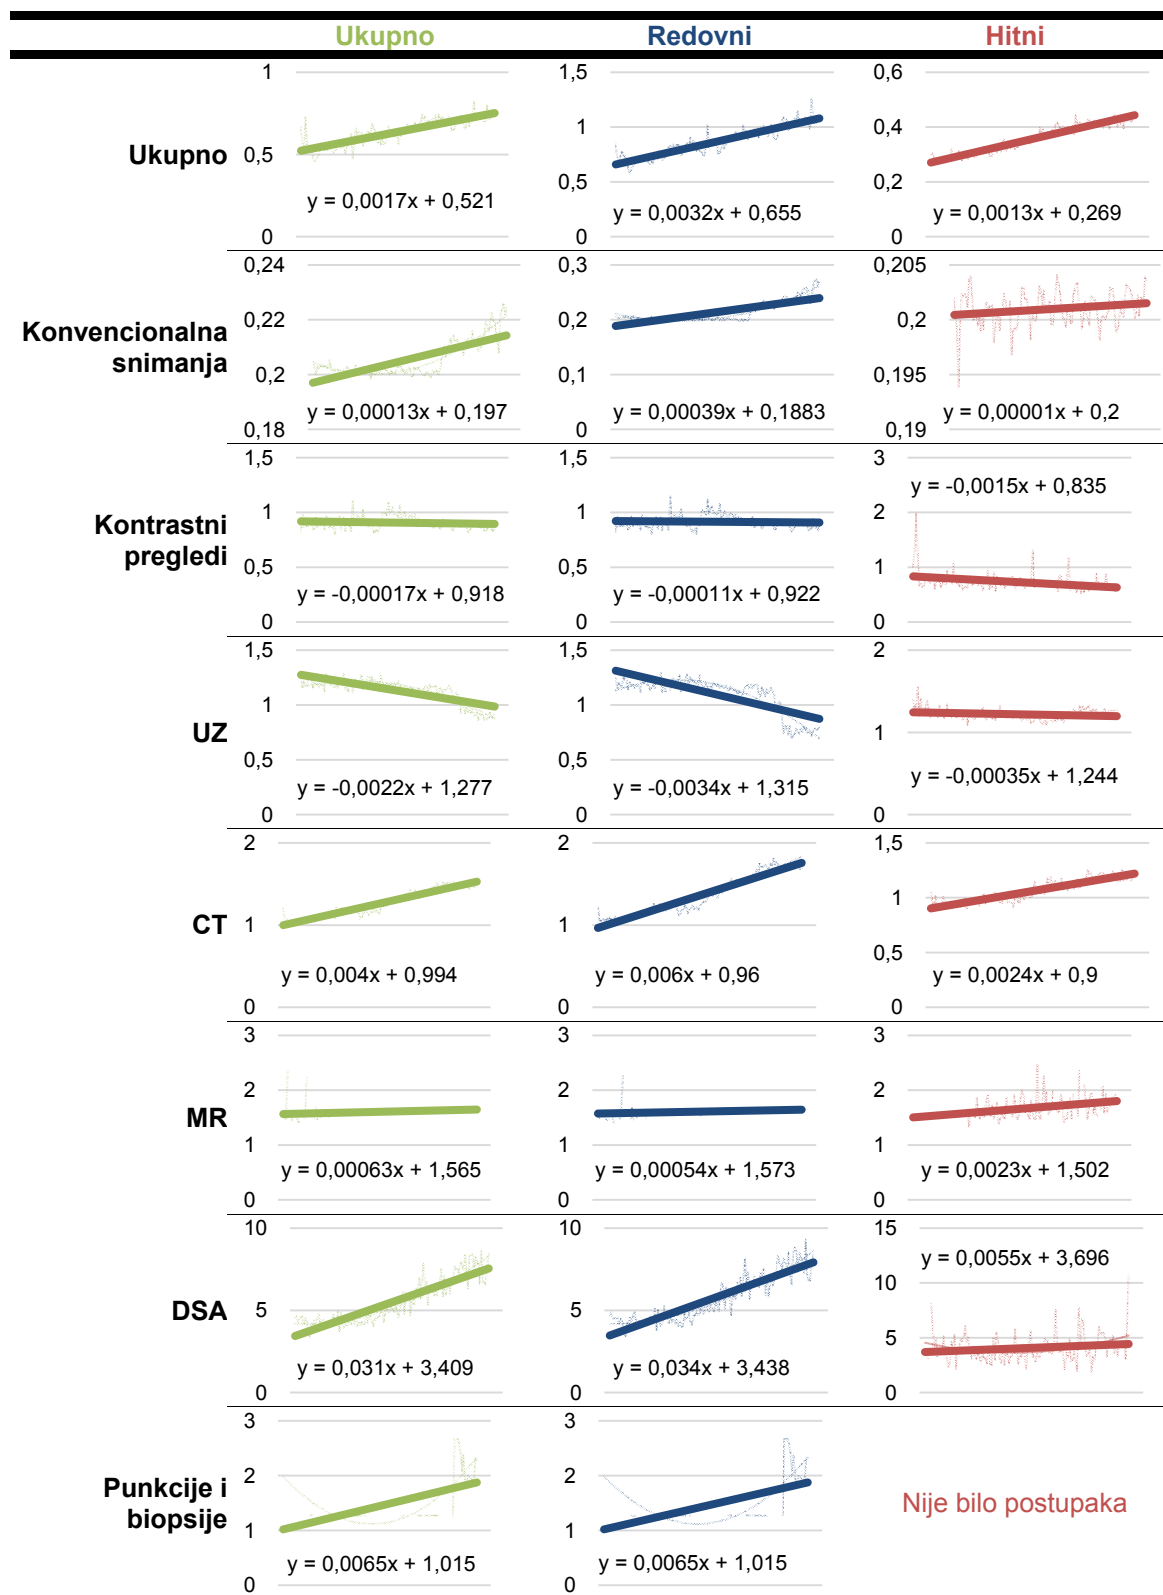 Ukupno Redovni Hitni
Ukupno
1
0,5
0
y = 0,0017x + 0,521
1,5
1
0,5
0
y = 0,0032x + 0,655
0,6
0,4
0,2
0
y = 0,0013x + 0,269
Konvencionalna
snimanja
0,24
0,22
0,2
0,18
y = 0,00013x + 0,197
0,3
0,2
0,1
0
y = 0,00039x + 0,1883
0,205
0,2
0,195
0,19
y = 0,00001x + 0,2
Kontrastni
pregledi
1,5
1
0,5
0
y = -0,00017x + 0,918
1,5
1
0,5
0
y = -0,00011x + 0,922
3
2
1
0
y = -0,0015x + 0,835
UZ
1,5
1
0,5
0
y = -0,0022x + 1,277
1,5
1
0,5
0
y = -0,0034x + 1,315
2
1
0
y = -0,00035x + 1,244
CT
2
1
0
y = 0,004x + 0,994
2
1
0
y = 0,006x + 0,96
1,5
1
0,5
0
y = 0,0024x + 0,9
MR
3
2
1
0
y = 0,00063x + 1,565
3
2
1
0
y = 0,00054x + 1,573
3
2
1
0
y = 0,0023x + 1,502
DSA
10
5
0
y = 0,031x + 3,409
10
5
0
y = 0,034x + 3,438
15
10
5
0
y = 0,0055x + 3,696
Punkcije i
biopsije
3
2
1
0
y = 0,0065x + 1,015
3
2
1
0
y = 0,0065x + 1,015
Nije bilo postupaka